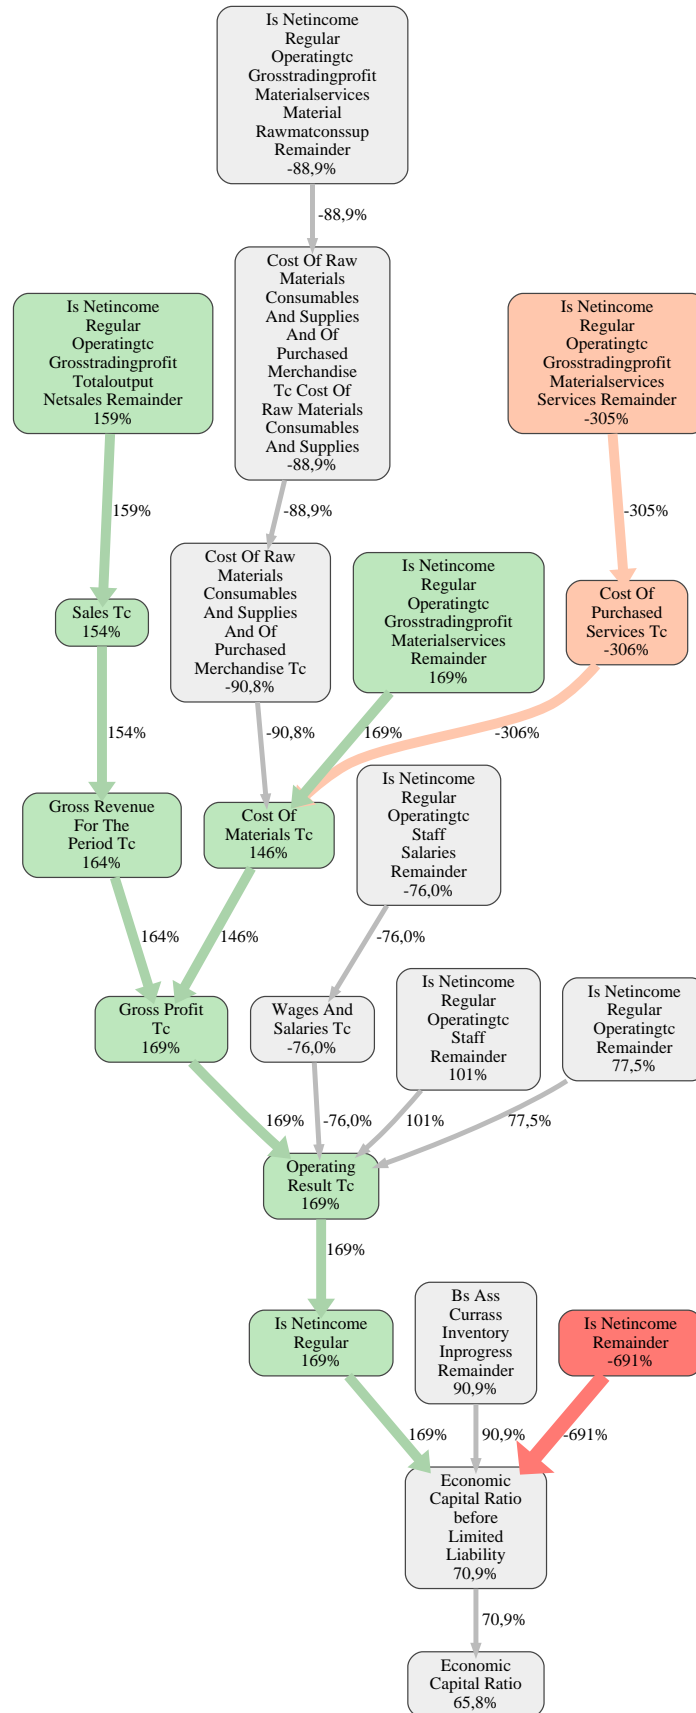 Is Netincome
Regular
Operatingtc
Grosstradingprofit
Materialservices
Material
Rawmatconssup
Remainder
-88,9%
-88,9%
Cost Of Raw
Materials
Consumables
And Supplies
And Of
Purchased
Merchandise
Tc Cost Of
Raw Materials
Consumables
And Supplies
-88,9%
Is Netincome
Regular
Operatingtc
Grosstradingprofit
Totaloutput
Netsales Remainder
159%
Is Netincome
Regular
Operatingtc
Grosstradingprofit
Materialservices
Services Remainder
-305%
159%
-88,9%
-305%
Cost Of Raw
Materials
Consumables
And Supplies
And Of
Purchased
Merchandise Tc
-90,8%
Is Netincome
Regular
Operatingtc
Grosstradingprofit
Materialservices
Remainder
169%
Sales Tc
154%
Cost Of
Purchased
Services Tc
-306%
154%
-90,8%
169%
-306%
Gross Revenue
For The
Period Tc
164%
Cost Of
Materials Tc
146%
Is Netincome
Regular
Operatingtc
Staff
Salaries
Remainder
-76,0%
164%
146%
-76,0%
Gross Profit
Tc
169%
Wages And
Salaries Tc
-76,0%
Is Netincome
Regular
Operatingtc
Staff
Remainder
101%
Is Netincome
Regular
Operatingtc
Remainder
77,5%
169%
-76,0%
101%
77,5%
Operating
Result Tc
169%
169%
Is Netincome
Regular
169%
Bs Ass
Currass
Inventory
Inprogress
Remainder
90,9%
Is Netincome
Remainder
-691%
169%
90,9%
-691%
Economic
Capital Ratio
before
Limited
Liability
70,9%
70,9%
Economic
Capital Ratio
65,8%